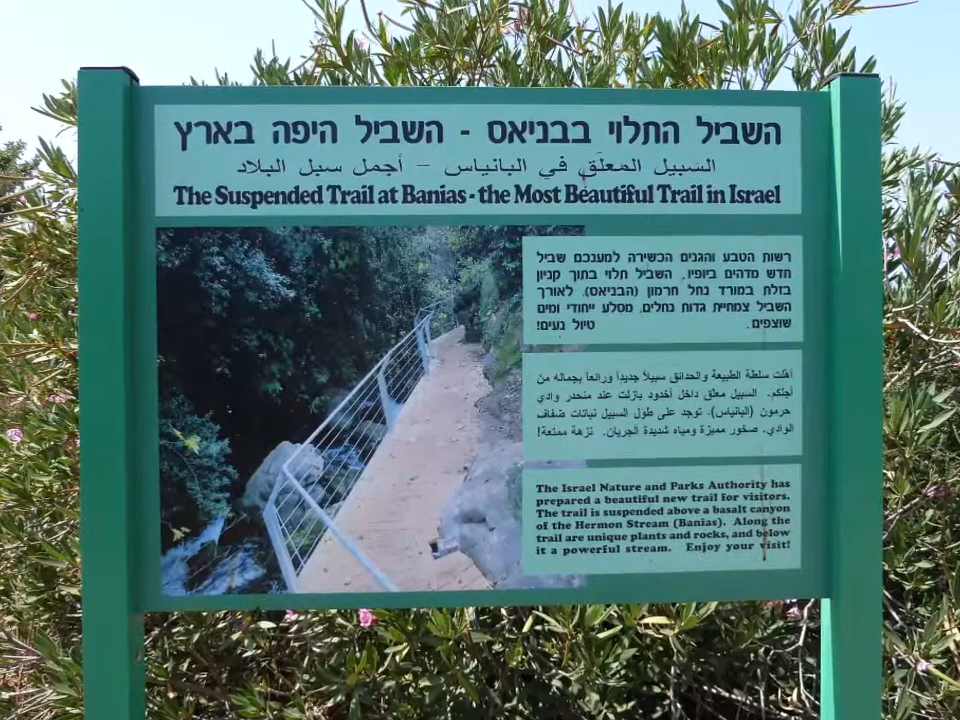 השביל התלוי בבניאס - השביל היפה בארץ
السبيل المعلّق في البانياس – أجمل سبل البلاد
The Suspended Trail at Banias - the Most Beautiful Trail in Israel
רשות הטבע והגנים הכשירה למענכם שביל
חדש מדהים ביופיו, השביל תלוי בתוך קניון
בזלת במורד נחל חרמון (הבניאס). לאורך
השביל צמחיית גדות נחלים, מסלע ייחודי ומים
שוצפים. טיול נעים!
أهّلت سلطة الطبيعة والحدائق سبيلاً جديداً ورائعاً بجماله من
أجلكم. السبيل معلق داخل أخدود بازلت عند منحدر وادي
حرمون (البانياس). توجد على طول السبيل نباتات ضفاف
الوادي، صخور مميزة ومياه شديدة الجريان. نزهة ممتعة!
The Israel Nature and Parks Authority has
prepared a beautiful new trail for visitors.
The trail is suspended above a basalt canyon
of the Hermon Stream (Banias). Along the
trail are unique plants and rocks, and below
it a powerful stream. Enjoy your visit!